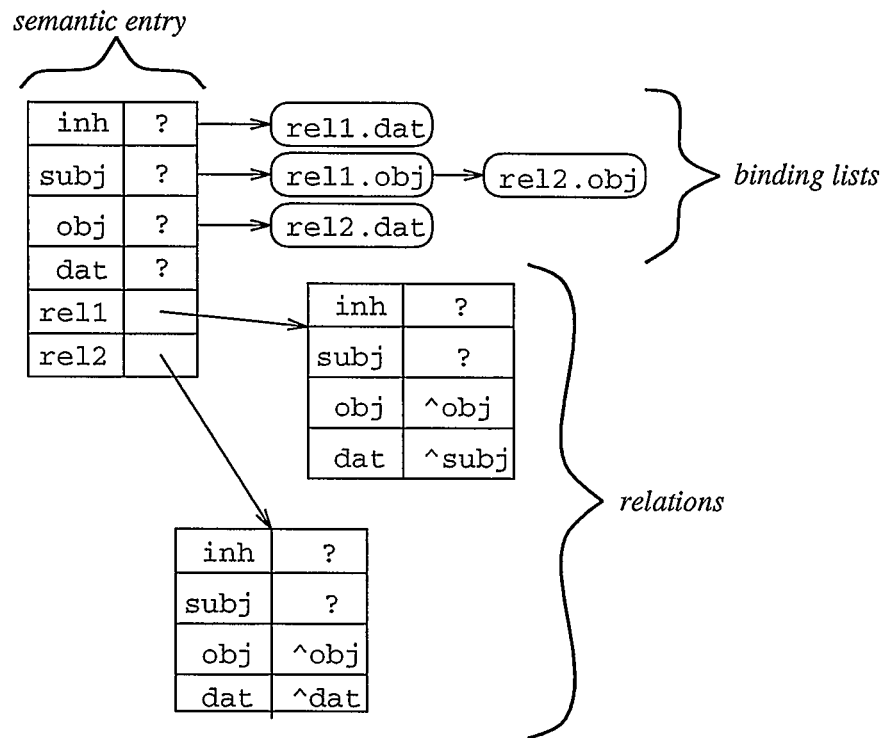 semantic entry
inh ? rel1.dat
subj ? rel1.obj rel2.obj
binding lists
obj ? rel2.dat
dat ?
rel1
rel2
inh ?
subj ?
obj ^obj
dat ^subj
relations
inh ?
subj ?
obj ^obj
dat ^dat